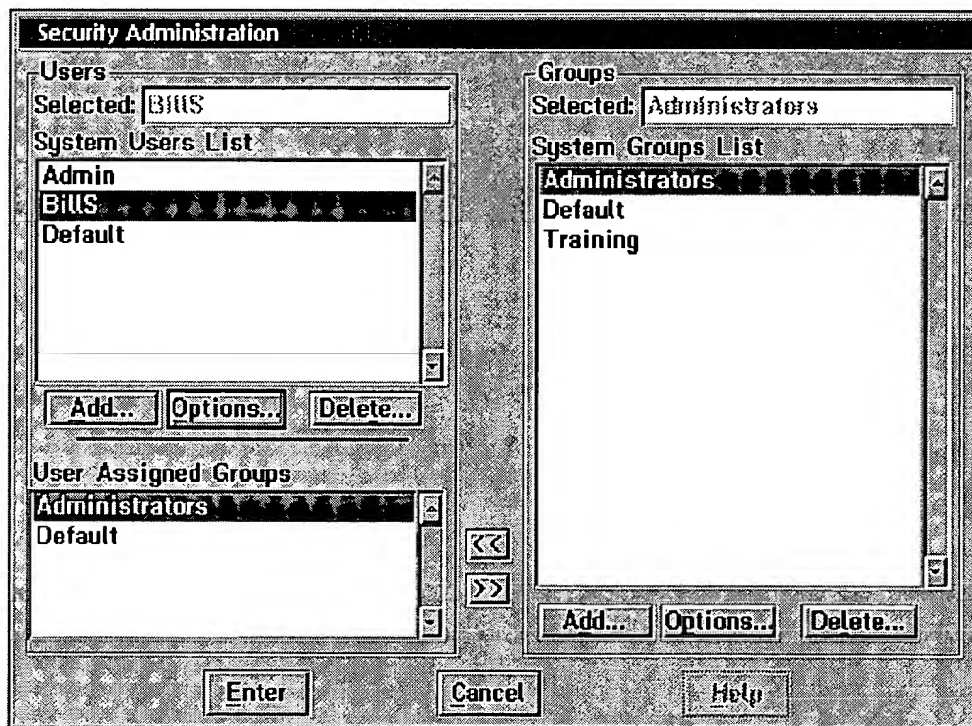 Security Administration
Users
Selected: BillS
System Users List
Admin
BillS
Default
Add... Options... Delete...
User Assigned Groups
Administrators
Default
<<
>>
Groups
Selected: Administrators
System Groups List
Administrators
Default
Training
Add... Options... Delete...
Enter Cancel Help